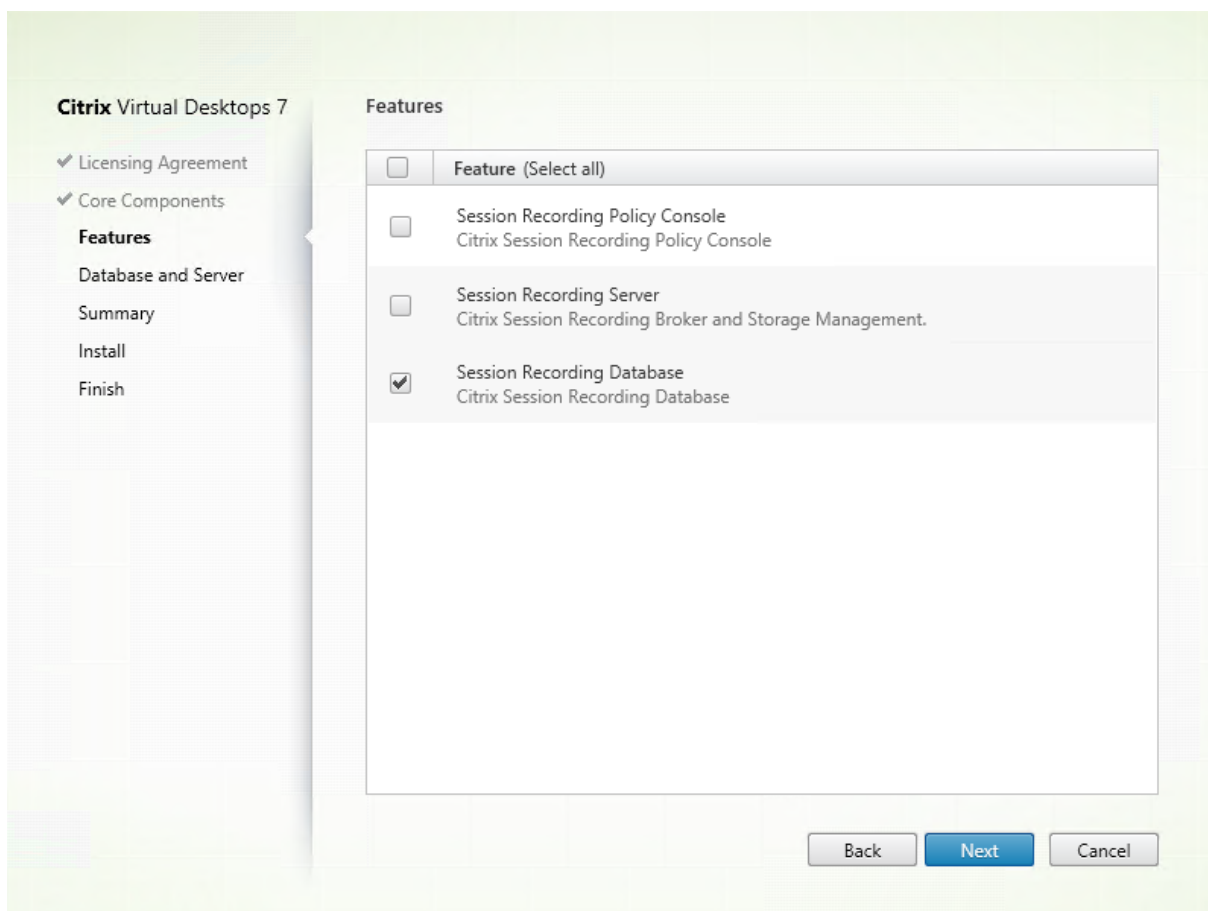 Citrix Virtual Desktops 7
Licensing Agreement
Core Components
Features
Database and Server
Summary
Install
Finish
Features
Feature (Select all)
Session Recording Policy Console
Citrix Session Recording Policy Console
Session Recording Server
Citrix Session Recording Broker and Storage Management.
Session Recording Database
Citrix Session Recording Database
Back
Next
Cancel